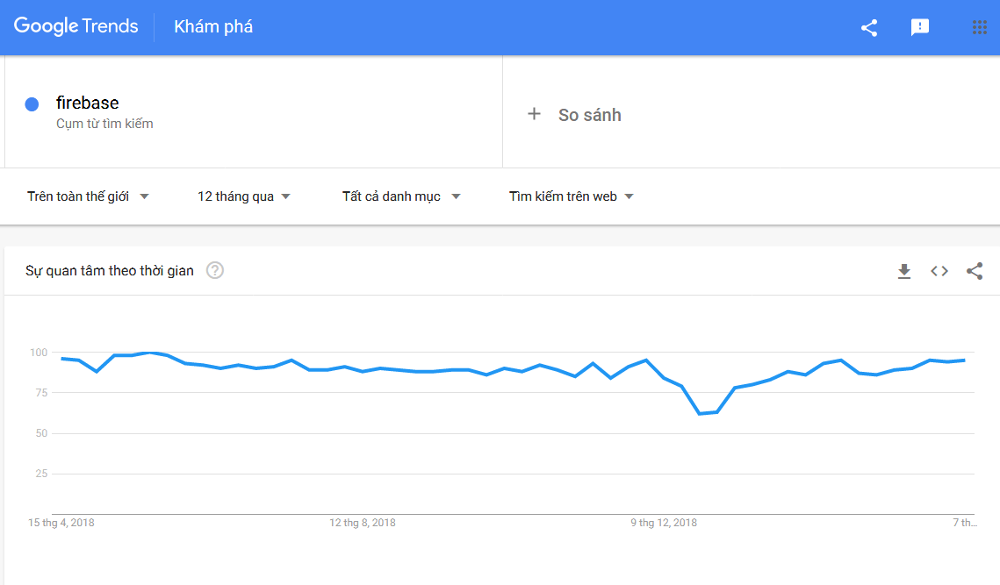 Google Trends Khám phá
firebase
Cụm từ tìm kiếm
+ So sánh
Trên toàn thế giới 12 tháng qua Tất cả danh mục Tìm kiếm trên web
Sự quan tâm theo thời gian ?
100
75
50
25
15 thg 4, 2018 12 thg 8, 2018 9 thg 12, 2018 7 th...